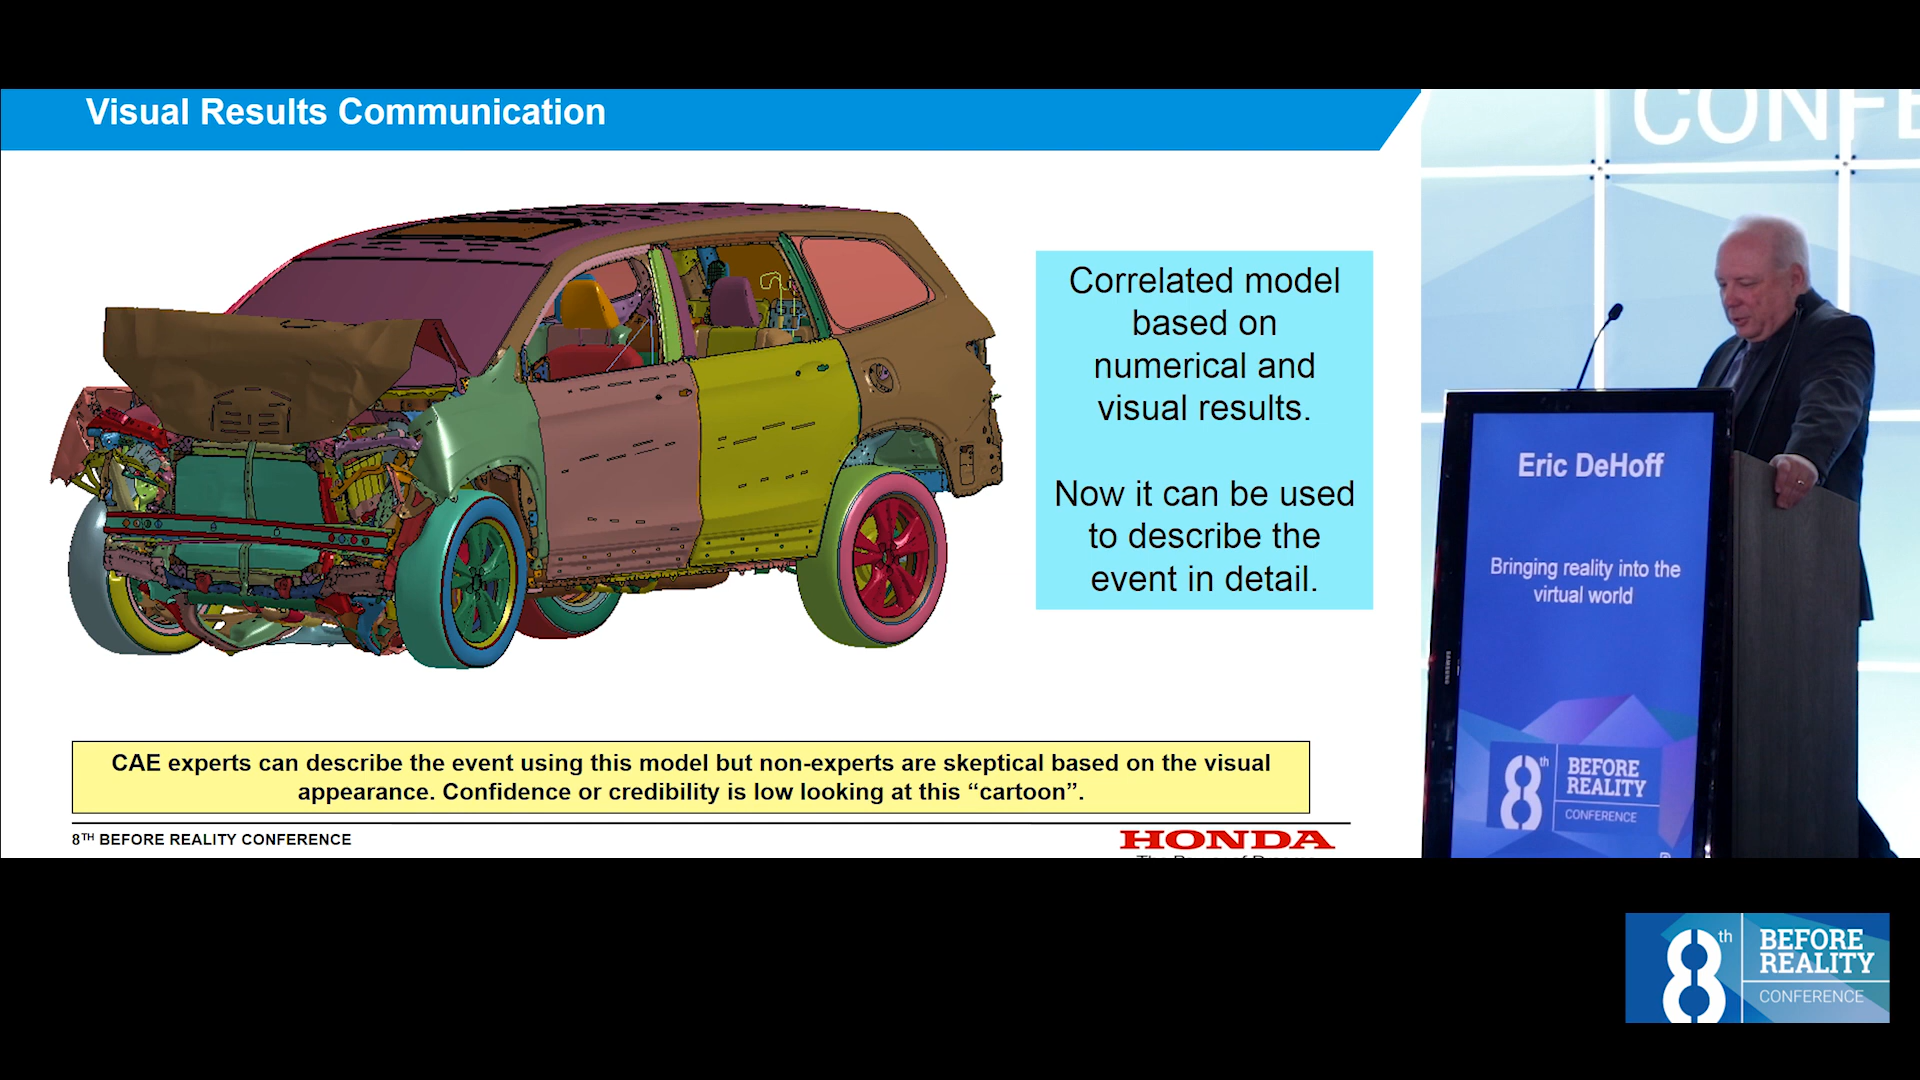 Visual Results Communication
Correlated model
based on
numerical and
visual results.
Now it can be used
to describe the
event in detail.
CAE experts can describe the event using this model but non-experts are skeptical based on the visual
appearance. Confidence or credibility is low looking at this “cartoon”.
8TH BEFORE REALITY CONFERENCE
HONDA
CONFE
Eric DeHoff
Bringing reality into the
virtual world
8th
BEFORE
REALITY
CONFERENCE
SAMSUNG
8th
BEFORE
REALITY
CONFERENCE